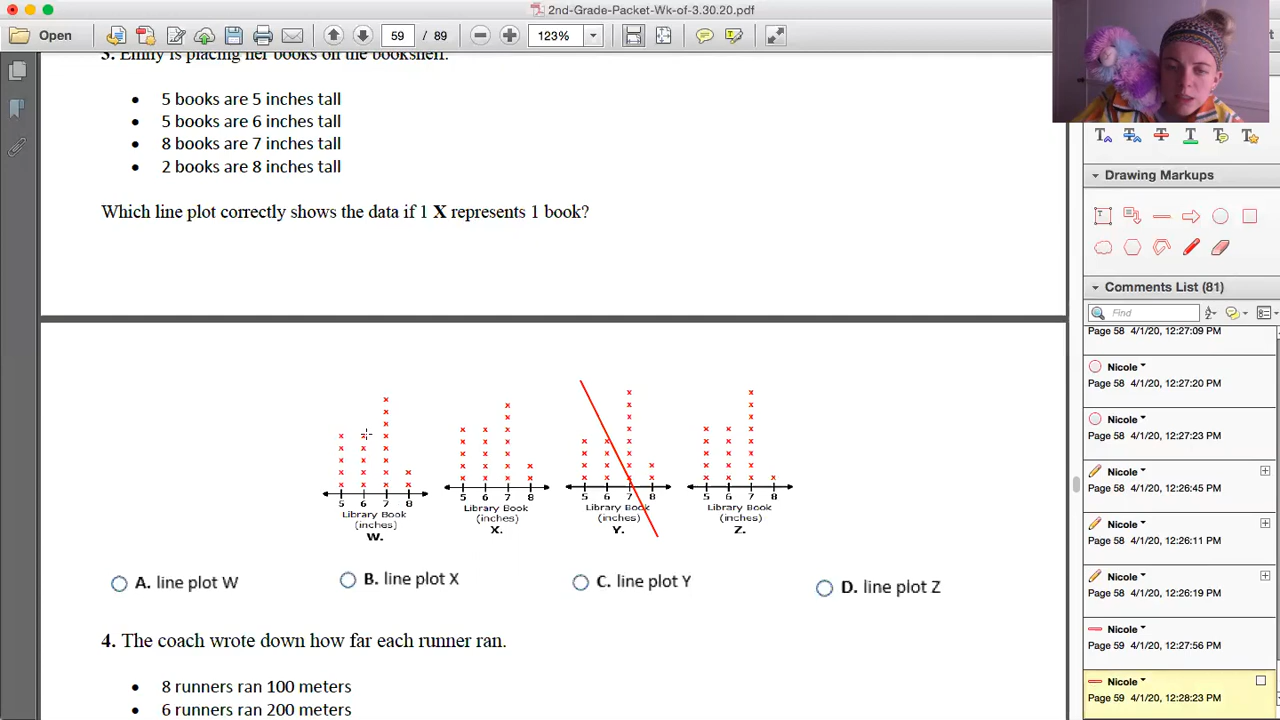 2nd-Grade-Packet-Wk-of-3.30.20.pdf
Open
59 / 89
123%
3. Emily is placing her books on the bookshelf.
• 5 books are 5 inches tall
• 5 books are 6 inches tall
• 8 books are 7 inches tall
• 2 books are 8 inches tall
Which line plot correctly shows the data if 1 X represents 1 book?
5 6 7 8
Library Book
(inches)
W.
5 6 7 8
Library Book
(inches)
X.
5 6 7 8
Library Book
(inches)
Y.
5 6 7 8
Library Book
(inches)
Z.
A. line plot W
B. line plot X
C. line plot Y
D. line plot Z
4. The coach wrote down how far each runner ran.
• 8 runners ran 100 meters
• 6 runners ran 200 meters
Drawing Markups
Comments List (81)
Find
Page 58 4/1/20, 12:27:09 PM
Nicole
Page 58 4/1/20, 12:27:20 PM
Nicole
Page 58 4/1/20, 12:27:23 PM
Nicole
Page 58 4/1/20, 12:26:45 PM
Nicole
Page 58 4/1/20, 12:26:11 PM
Nicole
Page 58 4/1/20, 12:26:19 PM
Nicole
Page 59 4/1/20, 12:27:56 PM
Nicole
Page 59 4/1/20, 12:28:23 PM